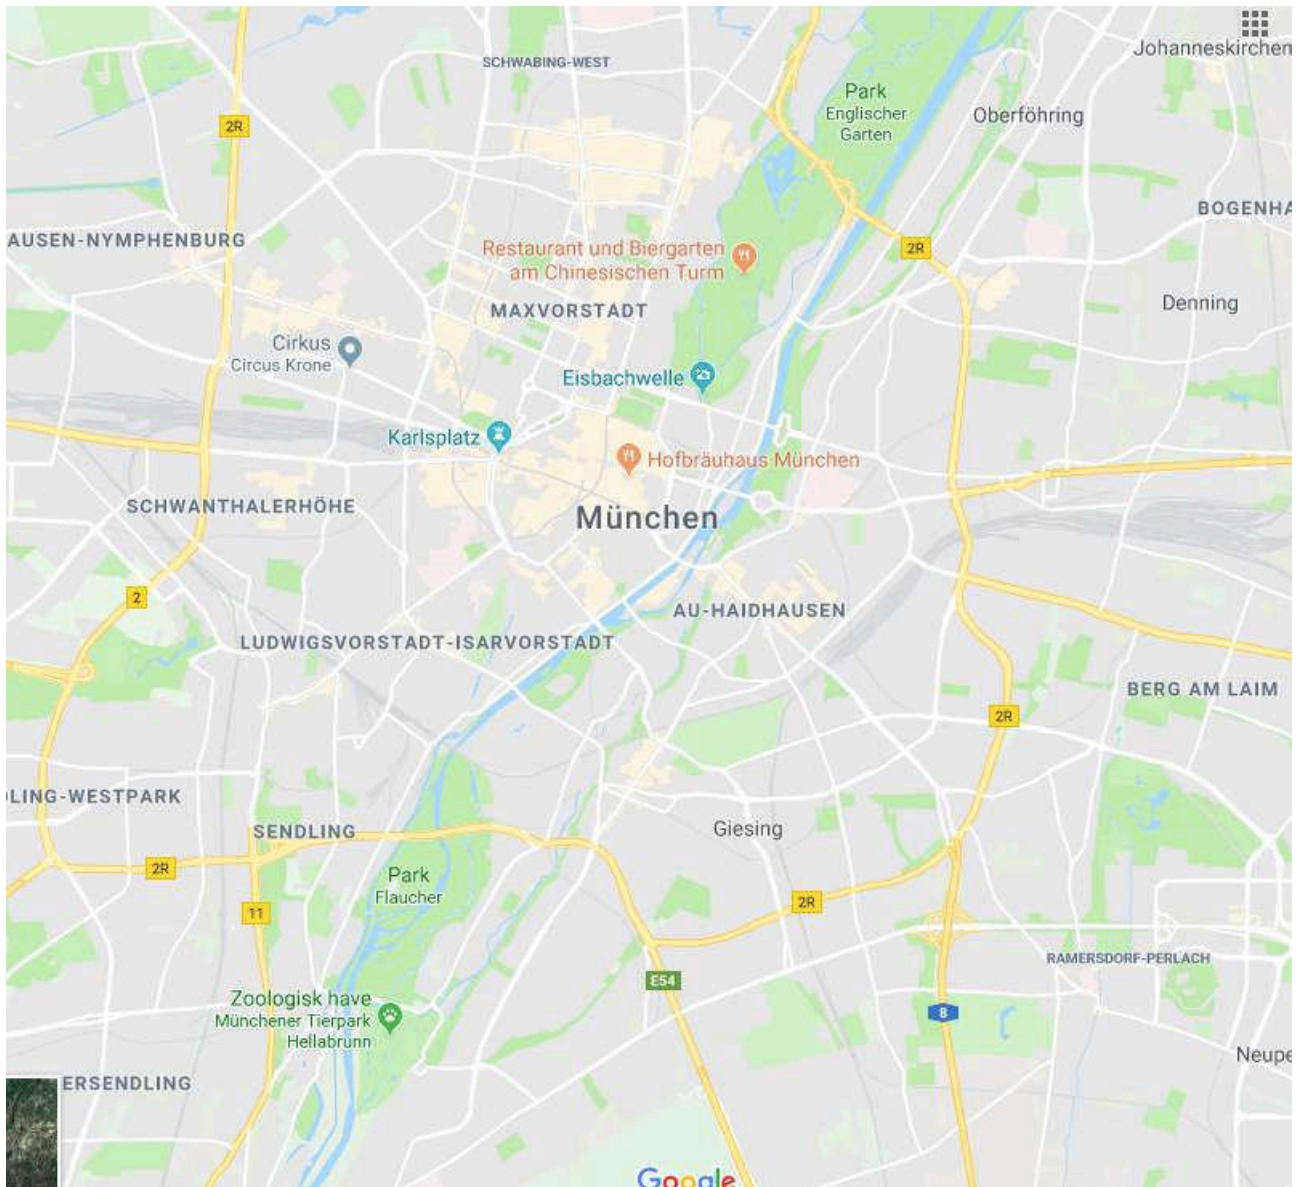 Johanneskirchen
SCHWABING-WEST
Park
Englischer
Garten
Oberföhring
2R
BOGENHA
AUSEN-NYMPHENBURG
2R
Restaurant und Biergarten
am Chinesischen Turm
MAXVORSTADT
Denning
Cirkus
Circus Krone
Eisbachwelle
Karlsplatz
Hofbräuhaus München
SCHWANTHALERHÖHE
München
2
AU-HAIDHAUSEN
LUDWIGSVORSTADT-ISARVORSTADT
BERG AM LAIM
2R
LING-WESTPARK
SENDLING
Giesing
2R
Park
Flaucher
2R
11
RAMERSDORF-PERLACH
E54
Zoologisk have
Münchener Tierpark
Hellabrunn
8
Neupe
ERSENDLING
Google